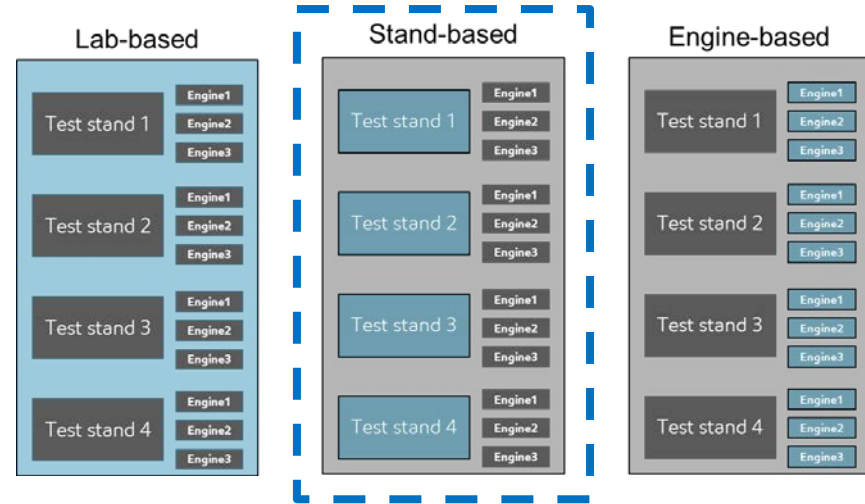 Lab-based
Test stand 1
Engine1
Engine2
Engine3
Test stand 2
Engine1
Engine2
Engine3
Test stand 3
Engine1
Engine2
Engine3
Test stand 4
Engine1
Engine2
Engine3
Stand-based
Test stand 1
Engine1
Engine2
Engine3
Test stand 2
Engine1
Engine2
Engine3
Test stand 3
Engine1
Engine2
Engine3
Test stand 4
Engine1
Engine2
Engine3
Engine-based
Test stand 1
Engine1
Engine2
Engine3
Test stand 2
Engine1
Engine2
Engine3
Test stand 3
Engine1
Engine2
Engine3
Test stand 4
Engine1
Engine2
Engine3